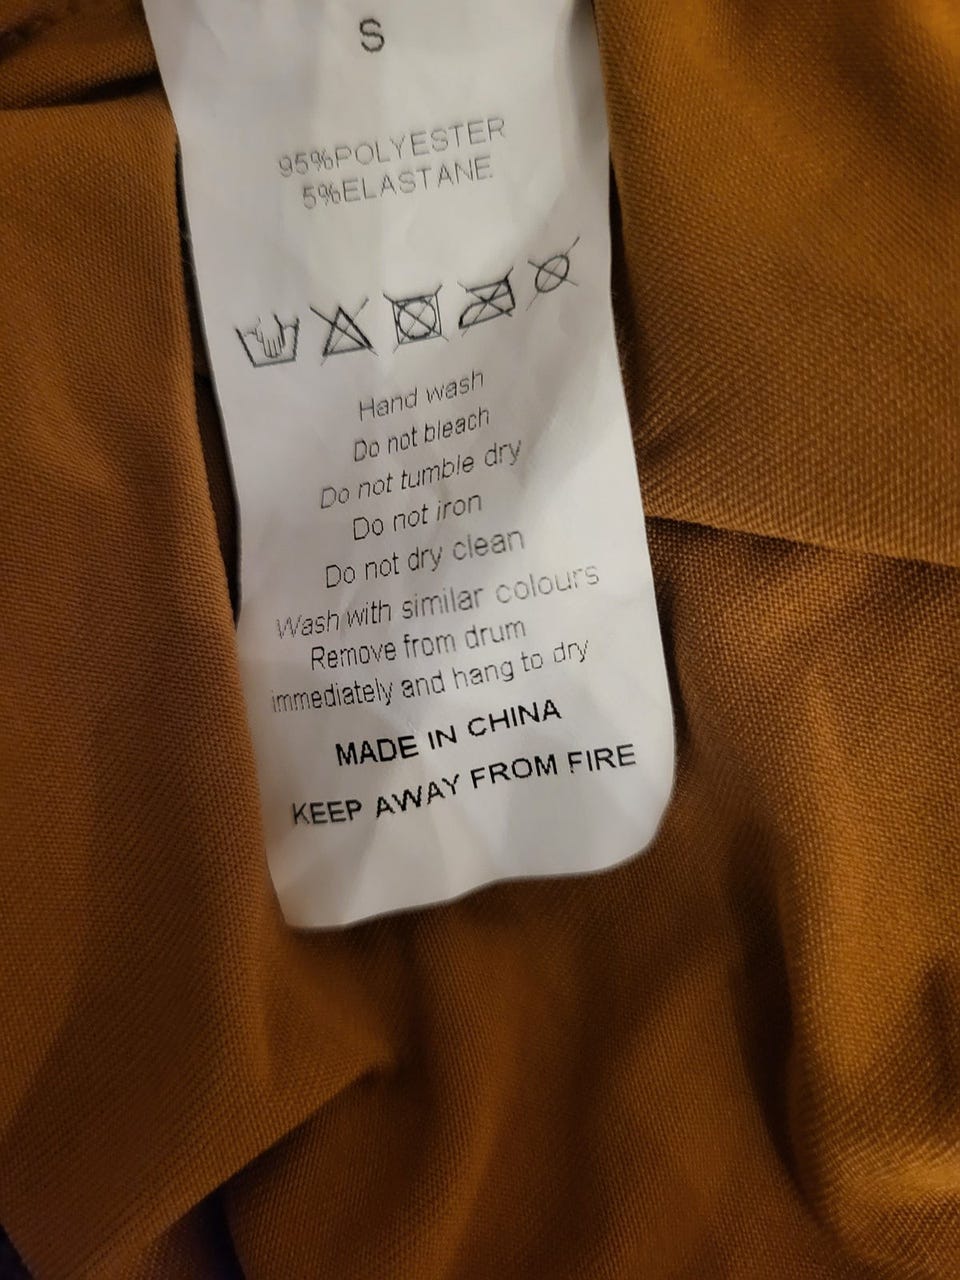 S
95%POLYESTER
5%ELASTANE
Hand wash
Do not bleach
Do not tumble dry
Do not iron
Do not dry clean
Wash with similar colours
Remove from drum
immediately and hang to dry
MADE IN CHINA
KEEP AWAY FROM FIRE